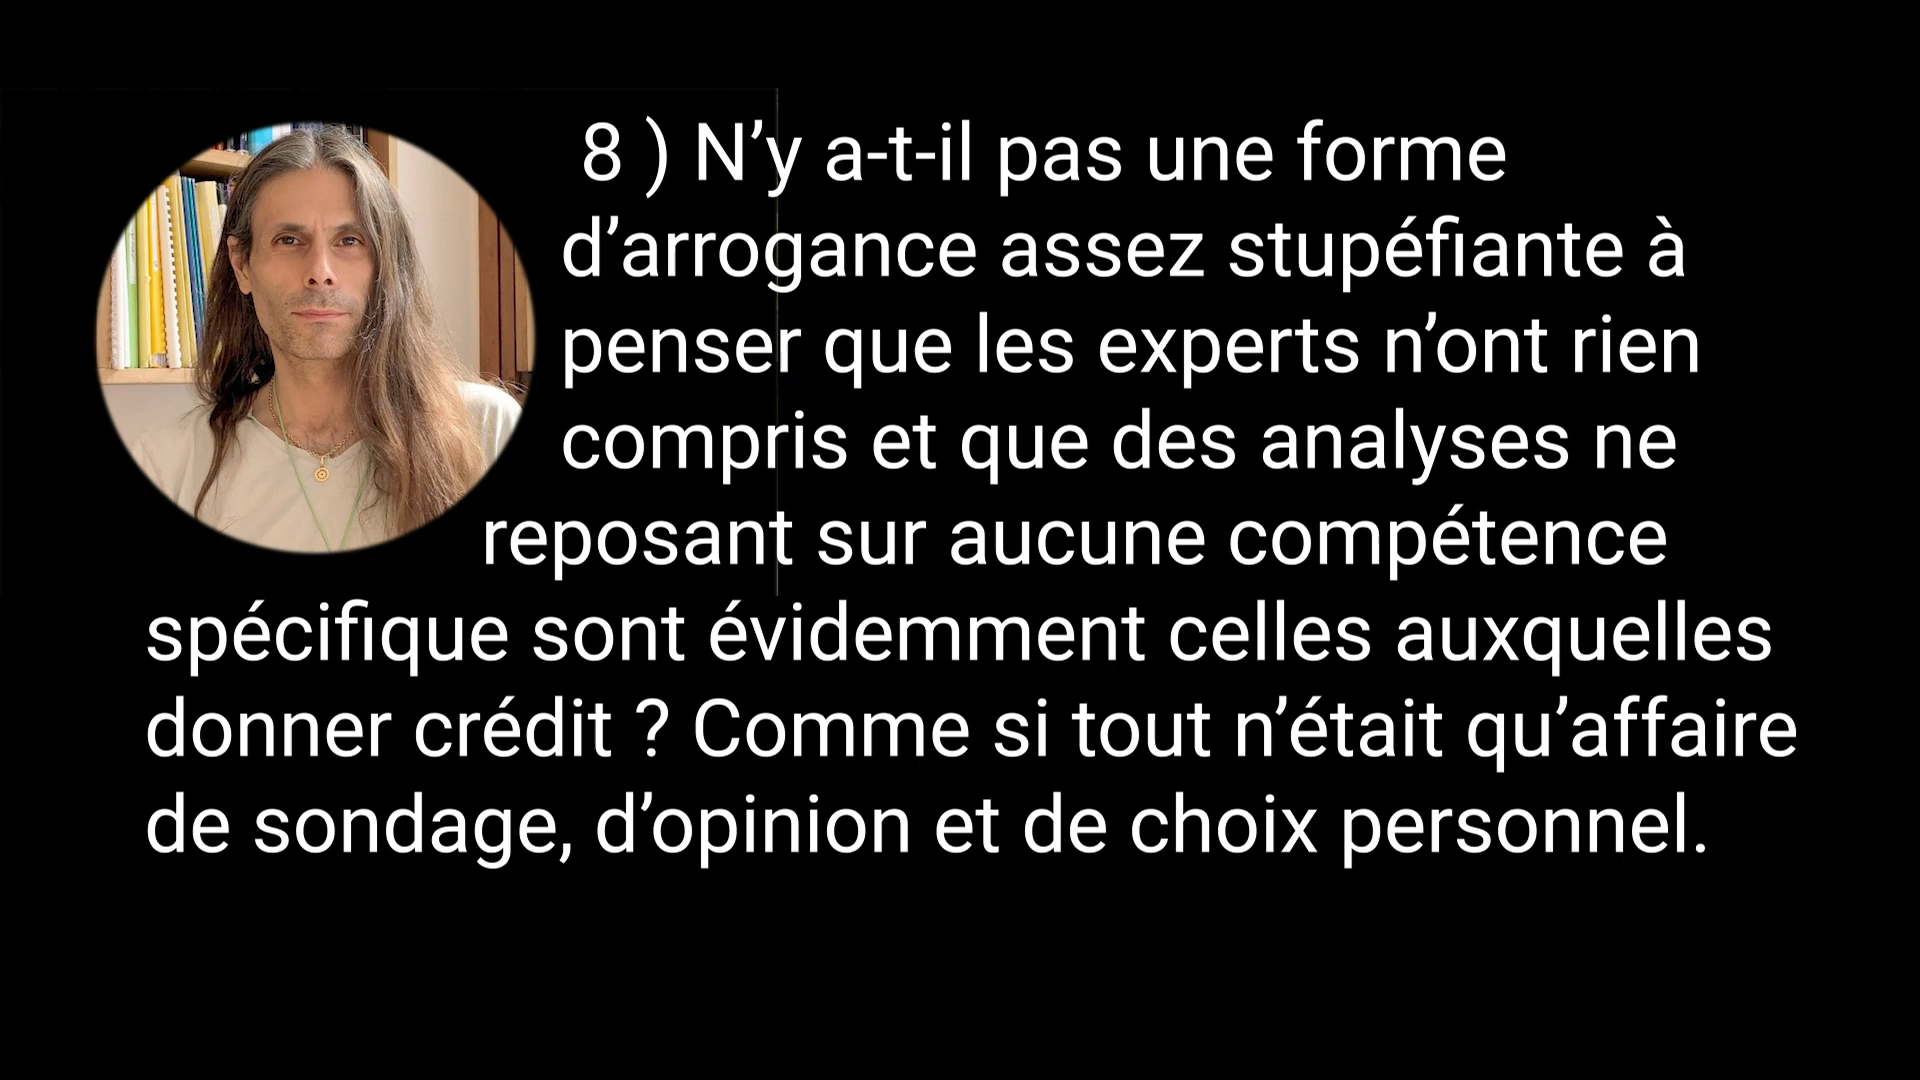 8 ) N’y a-t-il pas une forme
d’arrogance assez stupéfiante à
penser que les experts n’ont rien
compris et que des analyses ne
reposant sur aucune compétence
spécifique sont évidemment celles auxquelles
donner crédit ? Comme si tout n’était qu’affaire
de sondage, d’opinion et de choix personnel.